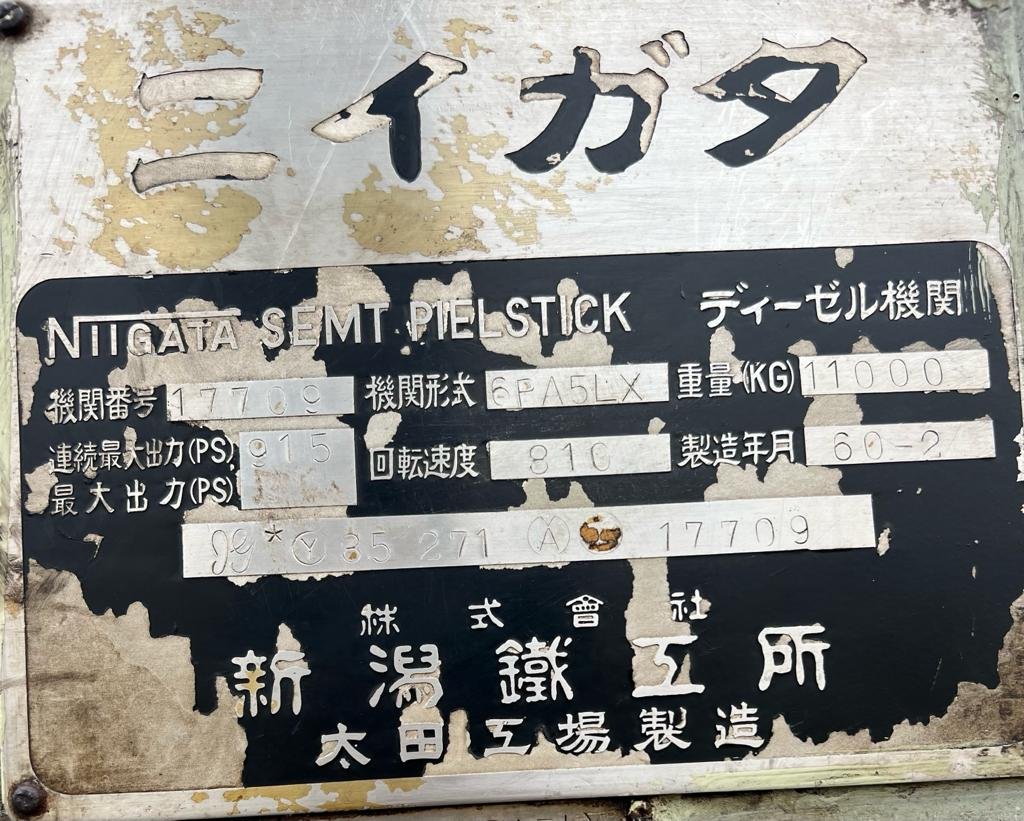 ニイガタ
NIIGATA SEMT PIELSTICK ディーゼル機関
機関番号 17709 機関形式 6PA5LX 重量(KG) 11000
連続最大出力(PS) 915 回転速度 810 製造年月 60-2
最大出力(PS)
JG * Y 85 271 A 17709
株式會社
新潟鐵工所
太田工場製造